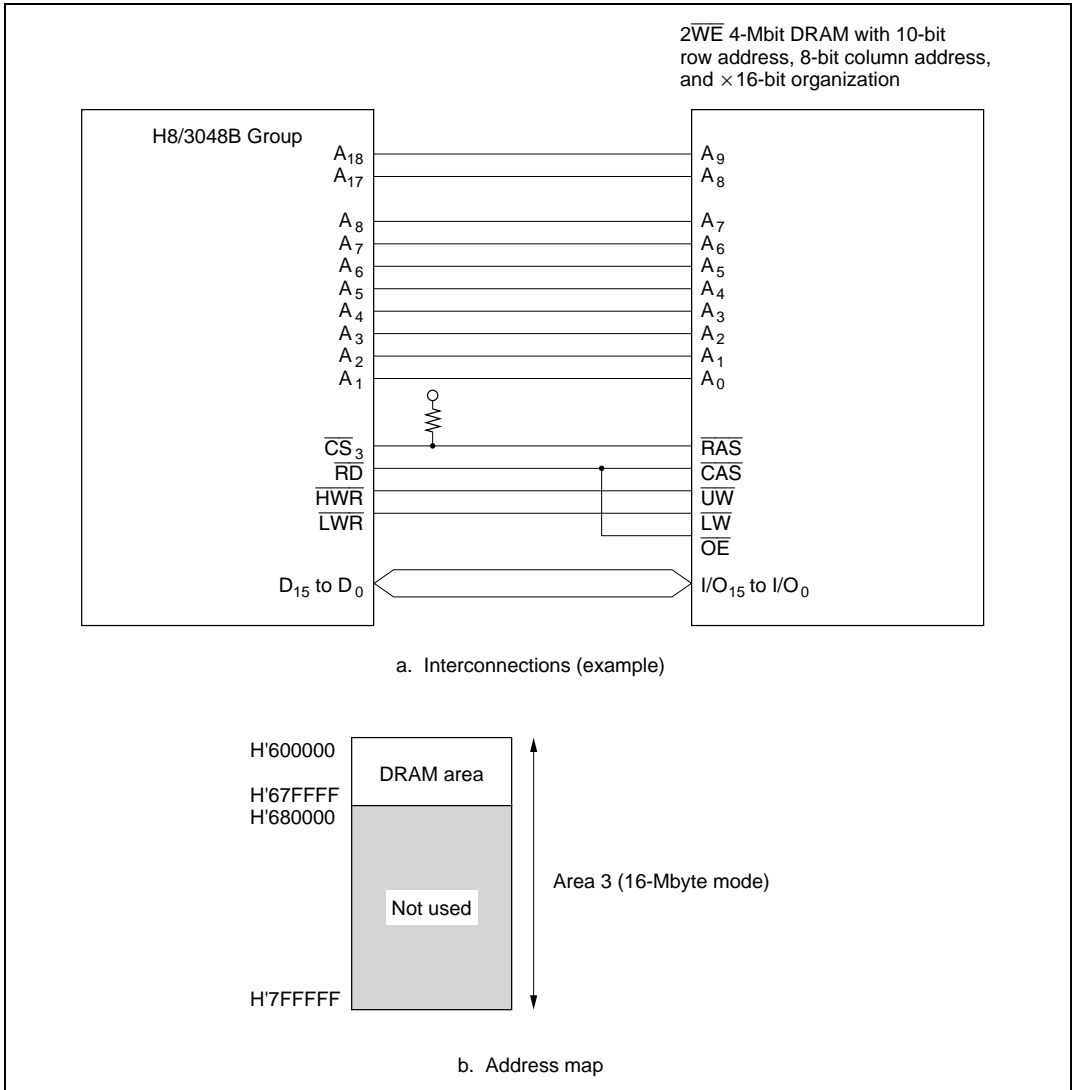 2WE 4-Mbit DRAM with 10-bit
row address, 8-bit column address,
and ×16-bit organization
H8/3048B Group
A18 A9
A17 A8
A8 A7
A7 A6
A6 A5
A5 A4
A4 A3
A3 A2
A2 A1
A1 A0
CS3 RAS
RD CAS
HWR UW
LWR LW
OE
D15 to D0 I/O15 to I/O0
a. Interconnections (example)
H'600000
DRAM area
H'67FFFF
H'680000
Area 3 (16-Mbyte mode)
Not used
H'7FFFFF
b. Address map